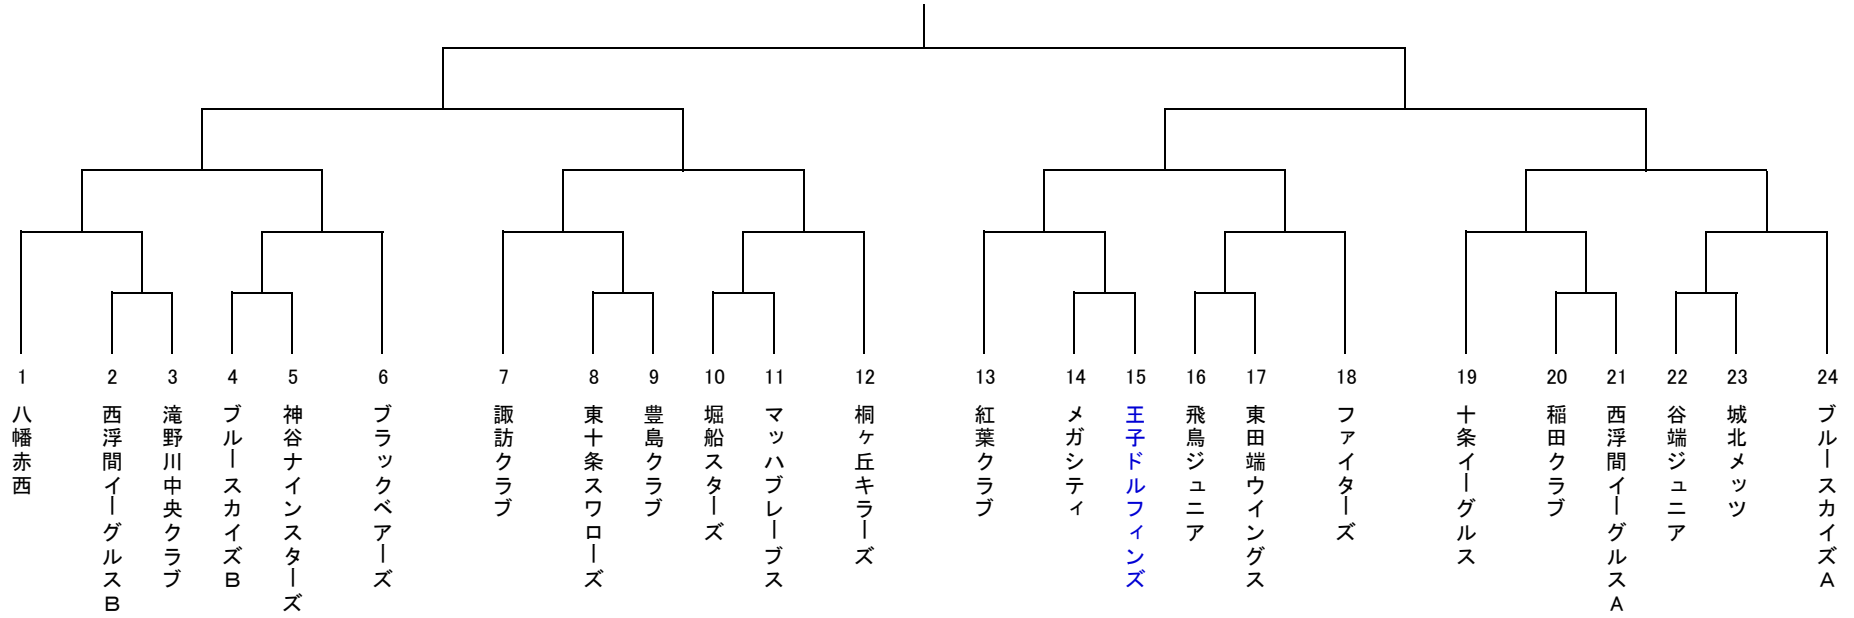 1
八幡赤西
2
西浮間イーグルスB
3
滝野川中央クラブ
4
ブルースカイズB
5
神谷ナインスターズ
6
ブラックベアーズ
7
諏訪クラブ
8
東十条スワローズ
9
豊島クラブ
10
堀船スターズ
11
マッハブレーブス
12
桐ヶ丘キラーズ
13
紅葉クラブ
14
メガシティ
15
王子ドルフィンズ
16
飛鳥ジュニア
17
東田端ウイングス
18
ファイターズ
19
十条イーグルス
20
稲田クラブ
21
西浮間イーグルスA
22
谷端ジュニア
23
城北メッツ
24
ブルースカイズA